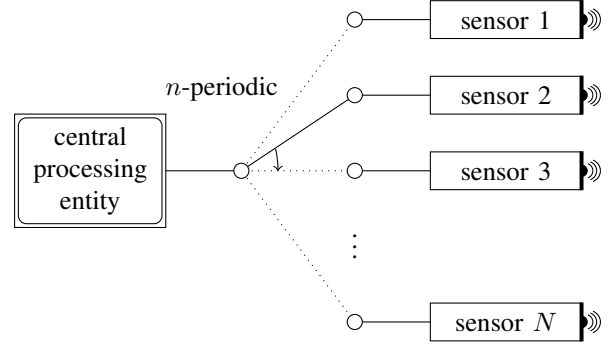 sensor 1
n-periodic
sensor 2
central
processing
entity
sensor 3
⋮
sensor N